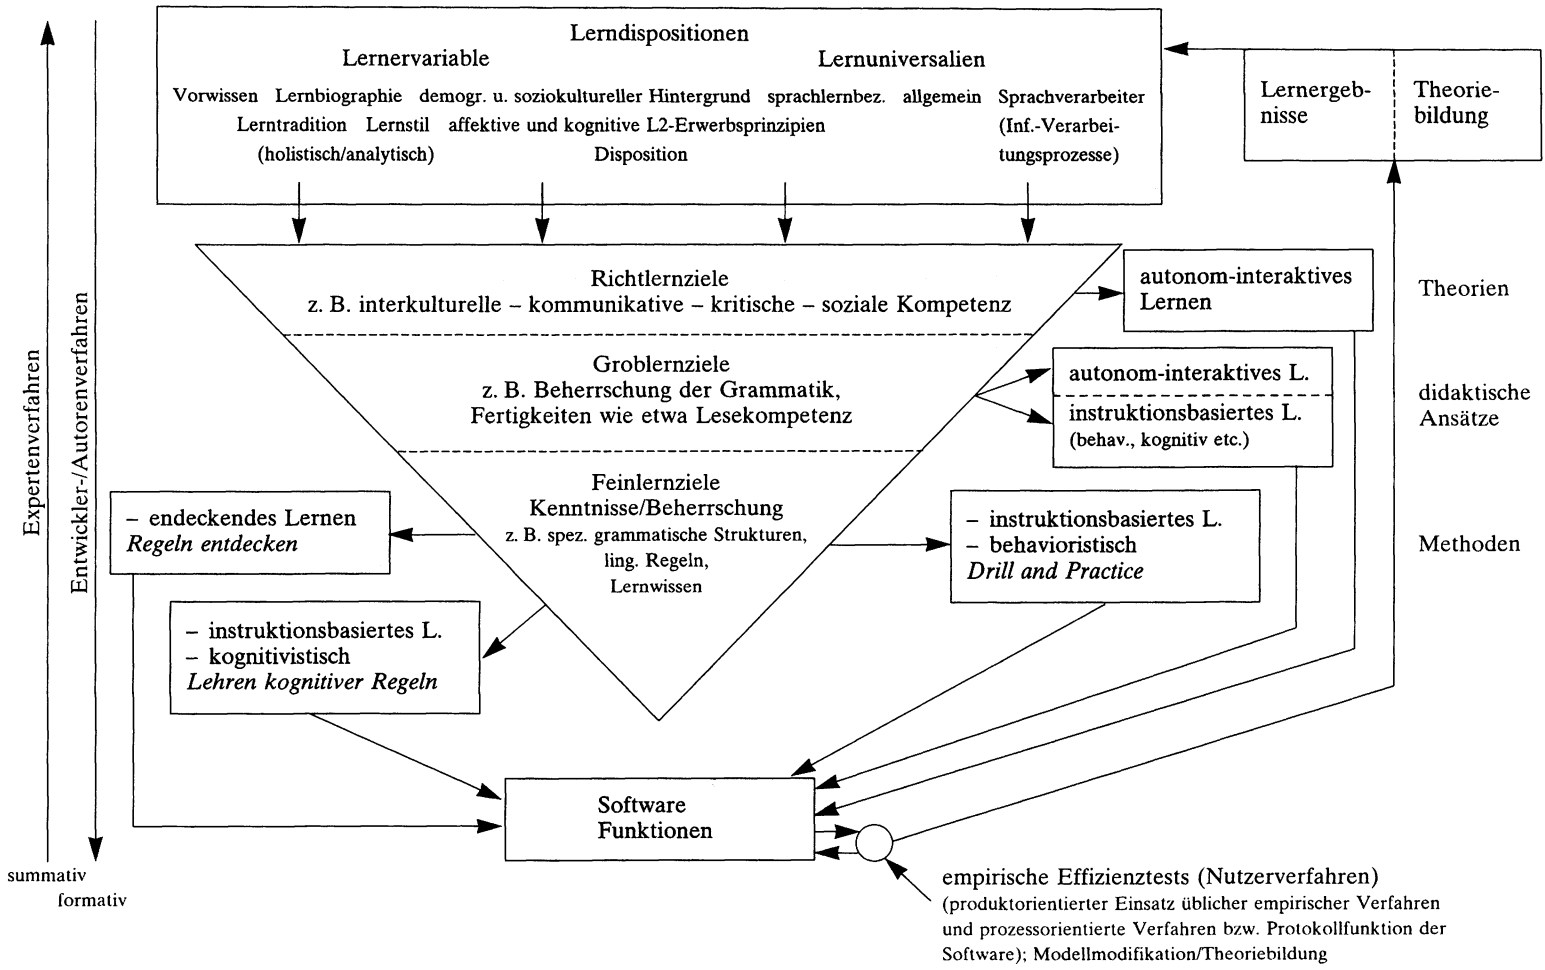 Lerndispositionen
Lernervariable
Lernuniversalien
Vorwissen Lernbiographie demogr. u. soziokultureller Hintergrund sprachlernbez. allgemein Sprachverarbeiter
Lerntradition Lernstil affektive und kognitive L2-Erwerbsprinzipien (Inf.-Verarbei-
(holistisch/analytisch) Disposition tungsprozesse)
Lernergeb-
nisse
Theorie-
bildung
Richtlernziele
z. B. interkulturelle – kommunikative – kritische – soziale Kompetenz
autonom-interaktives
Lernen
Theorien
Groblernziele
z. B. Beherrschung der Grammatik,
Fertigkeiten wie etwa Lesekompetenz
autonom-interaktives L.
instruktionsbasiertes L.
(behav., kognitiv etc.)
didaktische
Ansätze
Feinlernziele
Kenntnisse/Beherrschung
z. B. spez. grammatische Strukturen,
ling. Regeln,
Lernwissen
– endeckendes Lernen
Regeln entdecken
– instruktionsbasiertes L.
– behavioristisch
Drill and Practice
Methoden
– instruktionsbasiertes L.
– kognitivistisch
Lehren kognitiver Regeln
Software
Funktionen
Expertenverfahren
Entwickler-/Autorenverfahren
summativ
formativ
empirische Effizienztests (Nutzerverfahren)
(produktorientierter Einsatz üblicher empirischer Verfahren
und prozessorientierte Verfahren bzw. Protokollfunktion der
Software); Modellmodifikation/Theoriebildung